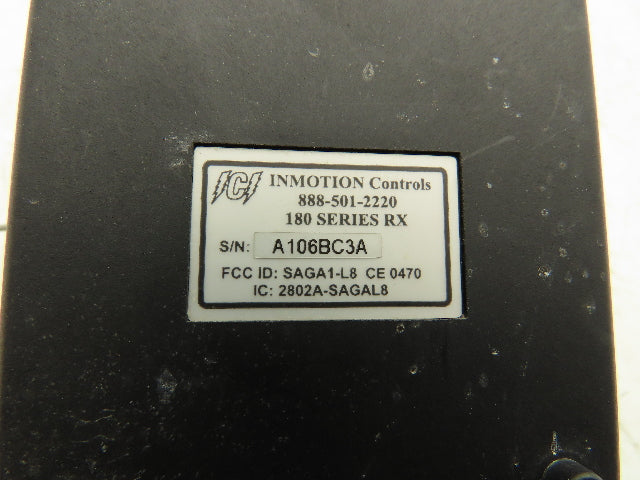 ICI INMOTION Controls
888-501-2220
180 SERIES RX
S/N: A106BC3A
FCC ID: SAGA1-L8 CE 0470
IC: 2802A-SAGAL8